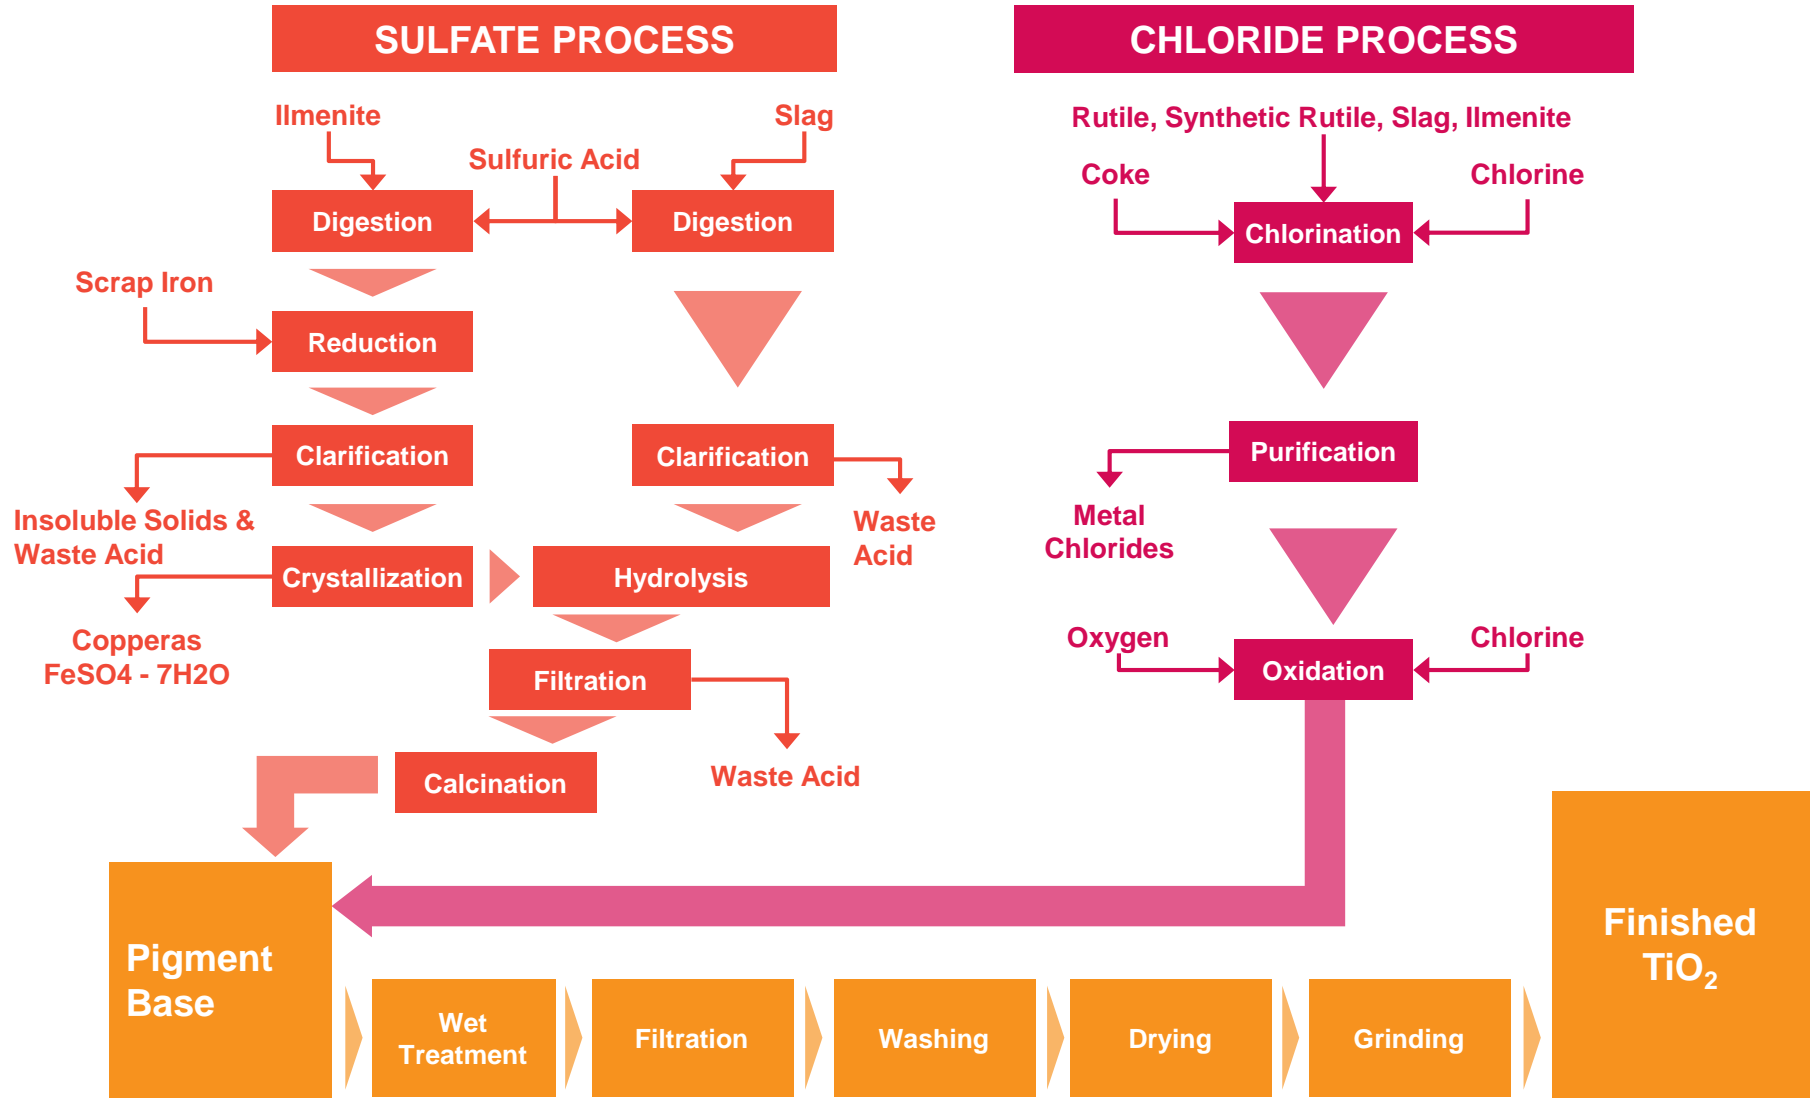 SULFATE PROCESS
CHLORIDE PROCESS
Ilmenite
Slag
Sulfuric Acid
Digestion
Digestion
Scrap Iron
Reduction
Clarification
Clarification
Insoluble Solids &
Waste Acid
Waste
Acid
Crystallization
Hydrolysis
Copperas
FeSO4 - 7H2O
Filtration
Waste Acid
Calcination
Rutile, Synthetic Rutile, Slag, Ilmenite
Coke
Chlorine
Chlorination
Purification
Metal
Chlorides
Oxygen
Chlorine
Oxidation
Pigment
Base
Wet
Treatment
Filtration
Washing
Drying
Grinding
Finished
TiO₂